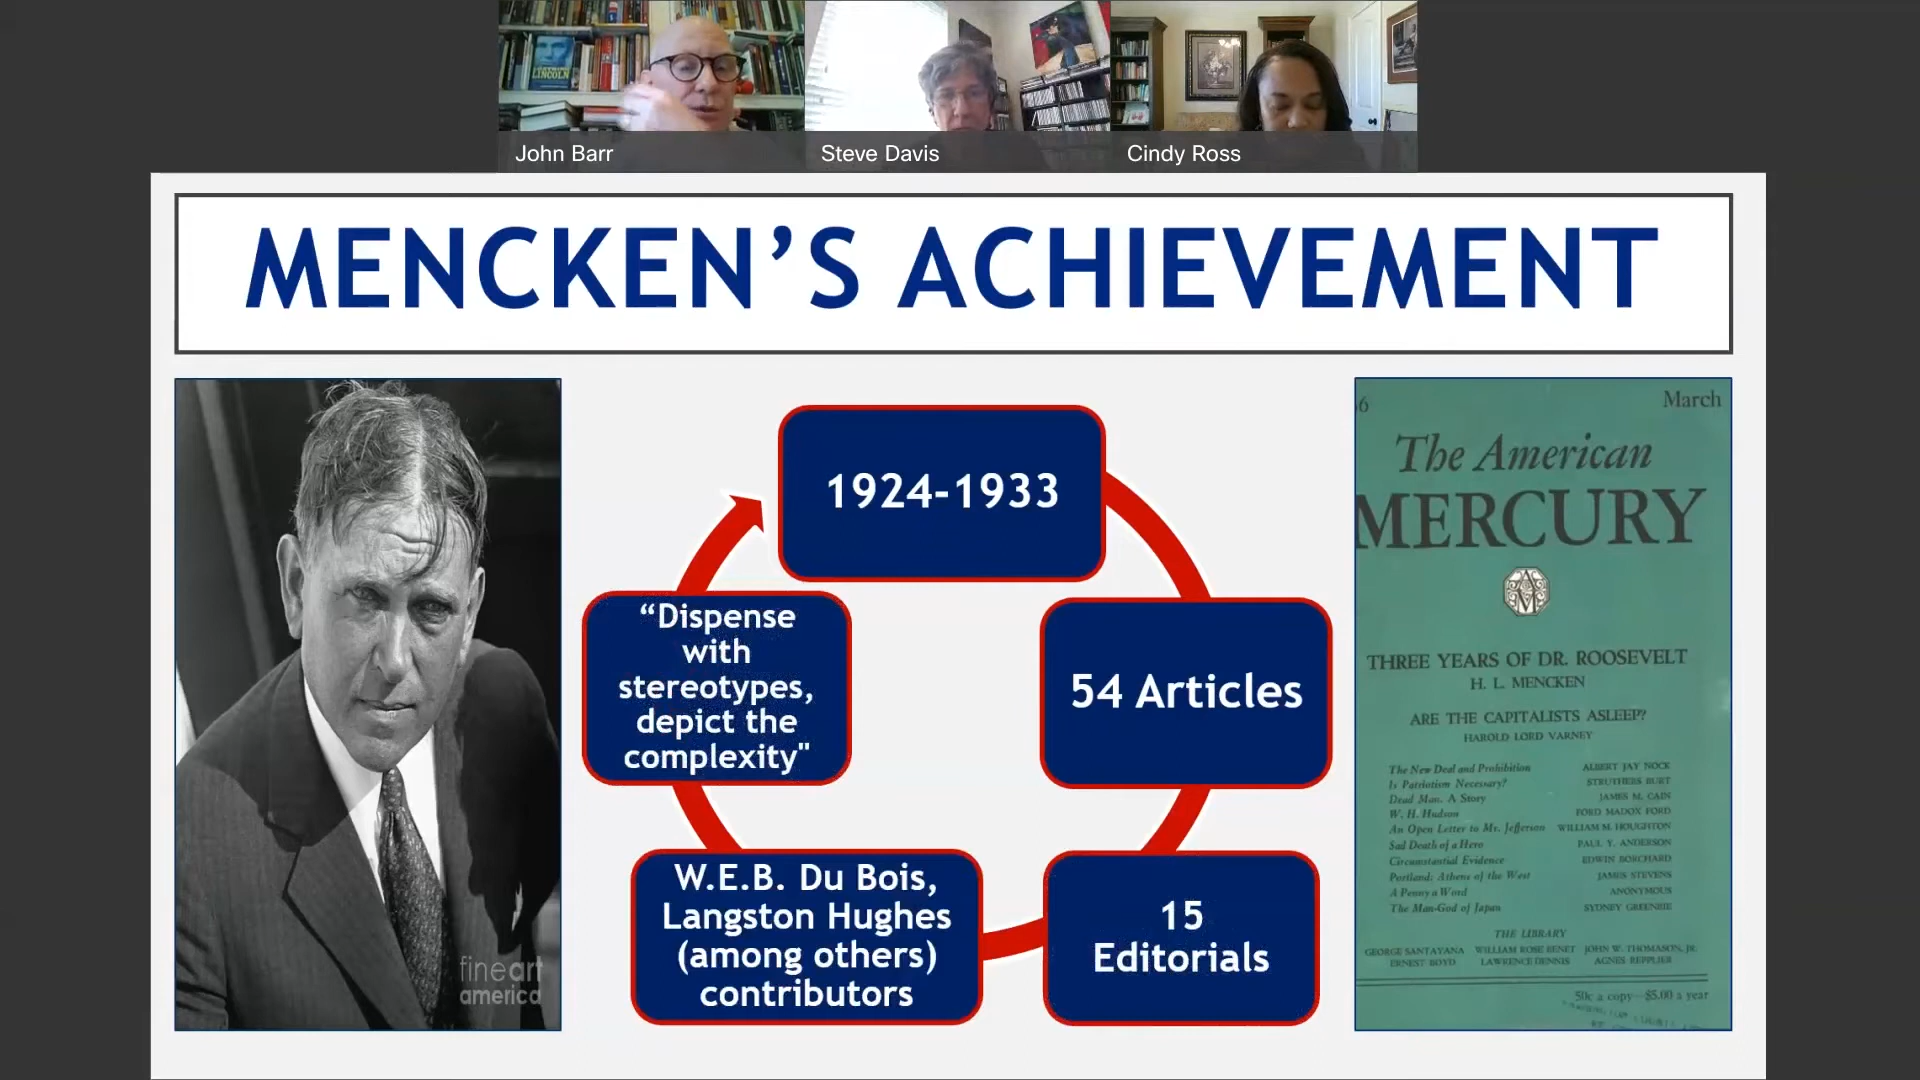 LINCOLN
John Barr
Steve Davis
Cindy Ross
MENCKEN’S ACHIEVEMENT
1924-1933
54 Articles
15
Editorials
W.E.B. Du Bois,
Langston Hughes
(among others)
contributors
“Dispense
with
stereotypes,
depict the
complexity"
fineart
america
6 March
The American
MERCURY
THREE YEARS OF DR. ROOSEVELT
H. L. MENCKEN
ARE THE CAPITALISTS ASLEEP?
HAROLD LORD VARNEY
The New Deal and Prohibition ALBERT JAY NOCK
Is Patriotism Necessary? STRUTHERS BURT
Dead Man. A Story JAMES M. CAIN
W. H. Hudson FORD MADOX FORD
An Open Letter to Mr. Jefferson WILLIAM M. HOUGHTON
Sad Death of a Hero PAUL Y. ANDERSON
Circumstantial Evidence EDWIN BORCHARD
Portland: Athens of the West JAMES STEVENS
A Penny a Word ANONYMOUS
The Man-God of Japan SYDNEY GREENBIE
THE LIBRARY
GEORGE SANTAYANA WILLIAM ROSE BENET JOHN W. THOMASON, JR.
ERNEST BOYD LAWRENCE DENNIS AGNES REPPLIER
50c a copy—$5.00 a year